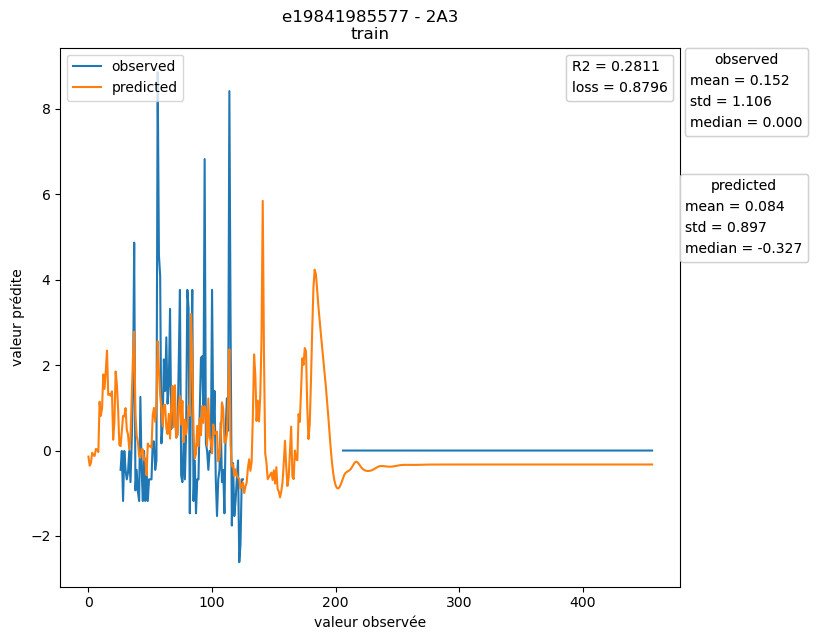 e19841985577 - 2A3
train
observed
predicted
R2 = 0.2811
loss = 0.8796
observed
mean = 0.152
std = 1.106
median = 0.000
predicted
mean = 0.084
std = 0.897
median = -0.327
valeur prédite
8
6
4
2
0
−2
0
100
200
300
400
valeur observée